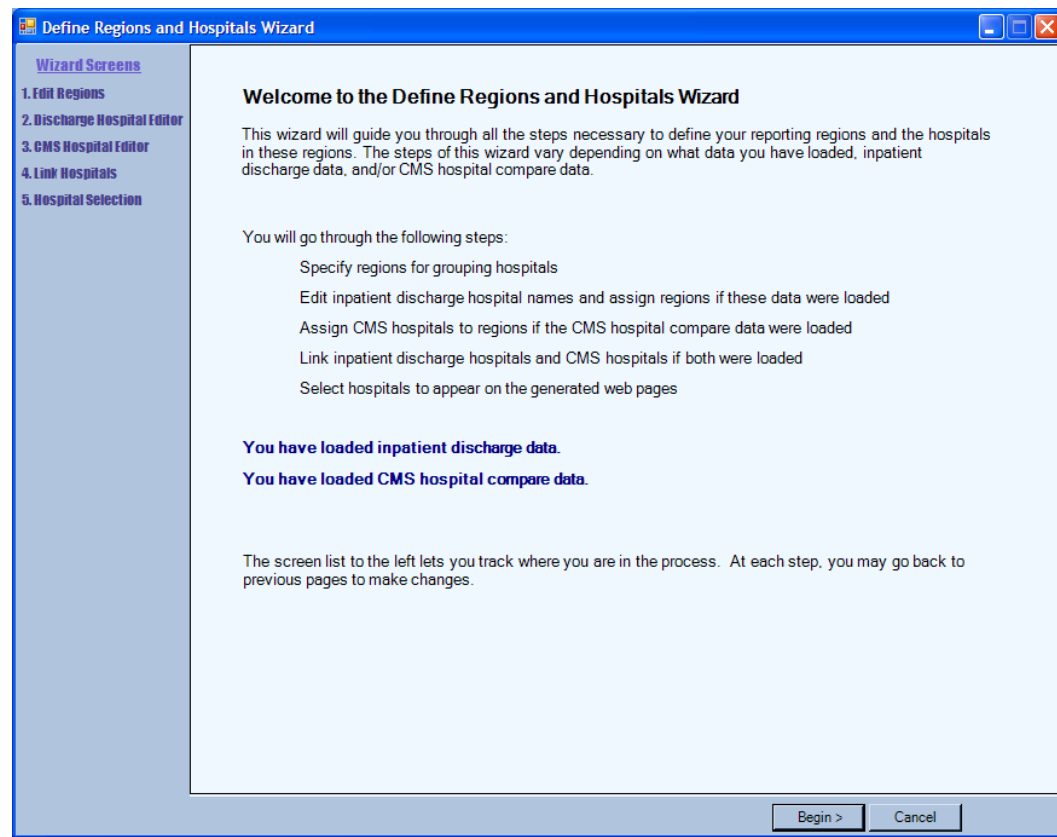 Define Regions and Hospitals Wizard
Wizard Screens
1. Edit Regions
2. Discharge Hospital Editor
3. CMS Hospital Editor
4. Link Hospitals
5. Hospital Selection
Welcome to the Define Regions and Hospitals Wizard
This wizard will guide you through all the steps necessary to define your reporting regions and the hospitals
in these regions. The steps of this wizard vary depending on what data you have loaded, inpatient
discharge data, and/or CMS hospital compare data.
You will go through the following steps:
Specify regions for grouping hospitals
Edit inpatient discharge hospital names and assign regions if these data were loaded
Assign CMS hospitals to regions if the CMS hospital compare data were loaded
Link inpatient discharge hospitals and CMS hospitals if both were loaded
Select hospitals to appear on the generated web pages
You have loaded inpatient discharge data.
You have loaded CMS hospital compare data.
The screen list to the left lets you track where you are in the process. At each step, you may go back to
previous pages to make changes.
Begin >
Cancel